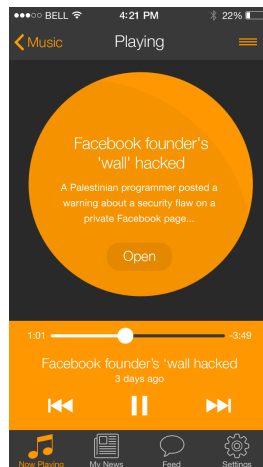 BELL 4:21 PM 22%
Music Playing
Facebook founder's
'wall' hacked
A Palestinian programmer posted a
warning about a security flaw on a
private Facebook page...
Open
1:01 -3:49
Facebook founder's 'wall hacked
3 days ago
Now Playing My News Feed Settings